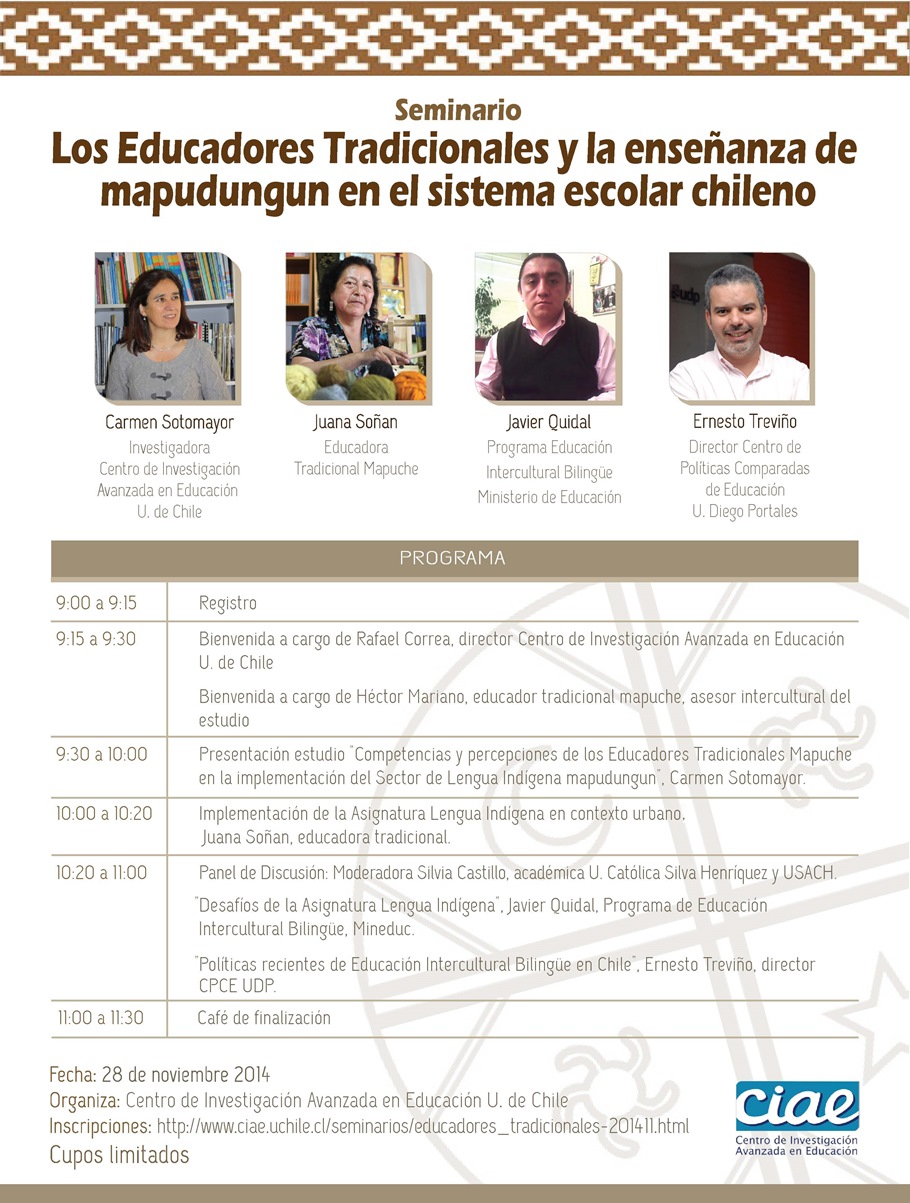 Seminario
Los Educadores Tradicionales y la enseñanza de
mapudungun en el sistema escolar chileno
udp
Carmen Sotomayor
Investigadora
Centro de Investigación
Avanzada en Educación
U. de Chile
Juana Soñan
Educadora
Tradicional Mapuche
Javier Quidal
Programa Educación
Intercultural Bilingüe
Ministerio de Educación
Ernesto Treviño
Director Centro de
Políticas Comparadas
de Educación
U. Diego Portales
PROGRAMA
9:00 a 9:15 Registro
9:15 a 9:30 Bienvenida a cargo de Rafael Correa, director Centro de Investigación Avanzada en Educación
U. de Chile
Bienvenida a cargo de Héctor Mariano, educador tradicional mapuche, asesor intercultural del
estudio
9:30 a 10:00 Presentación estudio "Competencias y percepciones de los Educadores Tradicionales Mapuche
en la implementación del Sector de Lengua Indígena mapudungun", Carmen Sotomayor.
10:00 a 10:20 Implementación de la Asignatura Lengua Indígena en contexto urbano.
Juana Soñan, educadora tradicional.
10:20 a 11:00 Panel de Discusión: Moderadora Silvia Castillo, académica U. Católica Silva Henríquez y USACH.
"Desafíos de la Asignatura Lengua Indígena", Javier Quidal, Programa de Educación
Intercultural Bilingüe, Mineduc.
"Políticas recientes de Educación Intercultural Bilingüe en Chile", Ernesto Treviño, director
CPCE UDP.
11:00 a 11:30 Café de finalización
Fecha: 28 de noviembre 2014
Organiza: Centro de Investigación Avanzada en Educación U. de Chile
Inscripciones: http://www.ciae.uchile.cl/seminarios/educadores_tradicionales-201411.html
Cupos limitados
ciae
Centro de Investigación
Avanzada en Educación